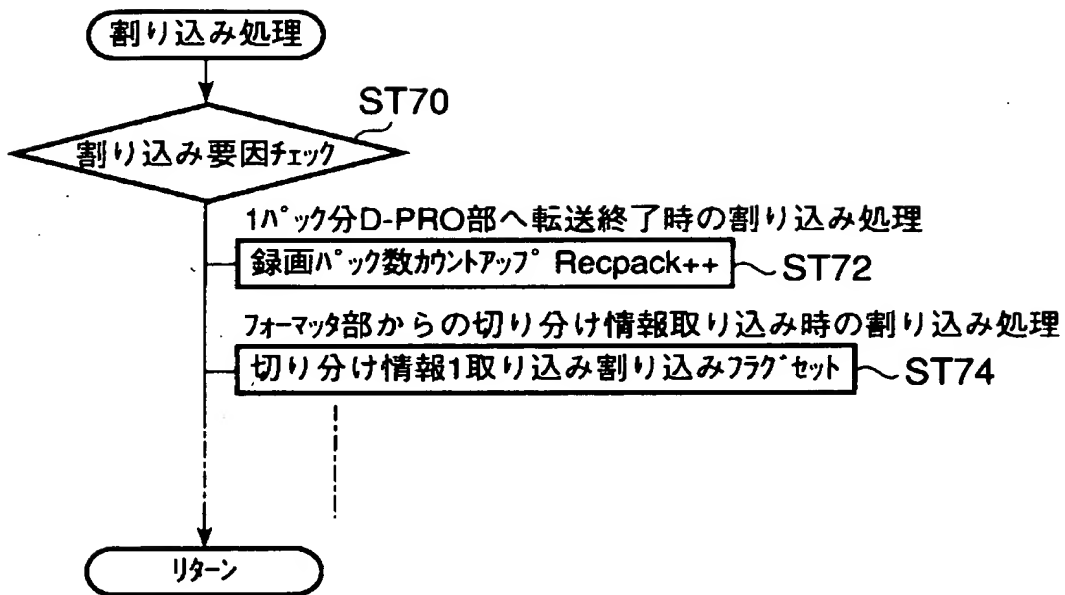 割り込み処理
ST70
割り込み要因ﾁｪｯｸ
1ﾊﾟｯｸ分D-PRO部へ転送終了時の割り込み処理
録画ﾊﾟｯｸ数ｶｳﾝﾄｱｯﾌﾟ Recpack++
ST72
ﾌｫｰﾏｯﾀ部からの切り分け情報取り込み時の割り込み処理
切り分け情報1取り込み割り込みﾌﾗｸﾞｾｯﾄ
ST74
ﾘﾀｰﾝ